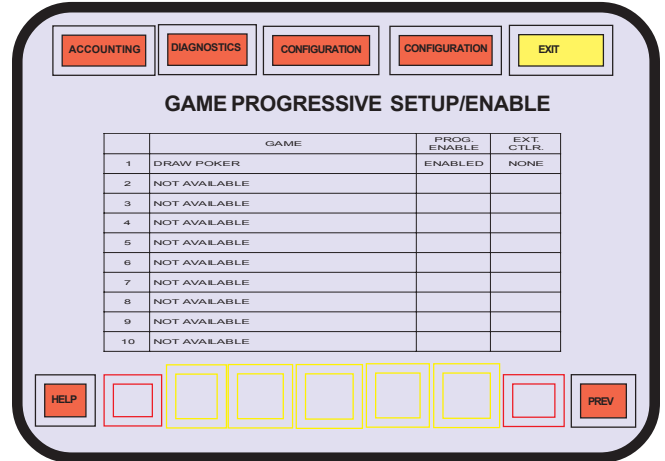 ACCOUNTING DIAGNOSTICS CONFIGURATION CONFIGURATION EXIT
GAME PROGRESSIVE SETUP/ENABLE
GAME PROG. ENABLE EXT. CTLR.
1 DRAW POKER ENABLED NONE
2 NOT AVAILABLE
3 NOT AVAILABLE
4 NOT AVAILABLE
5 NOT AVAILABLE
6 NOT AVAILABLE
7 NOT AVAILABLE
8 NOT AVAILABLE
9 NOT AVAILABLE
10 NOT AVAILABLE
HELP PREV